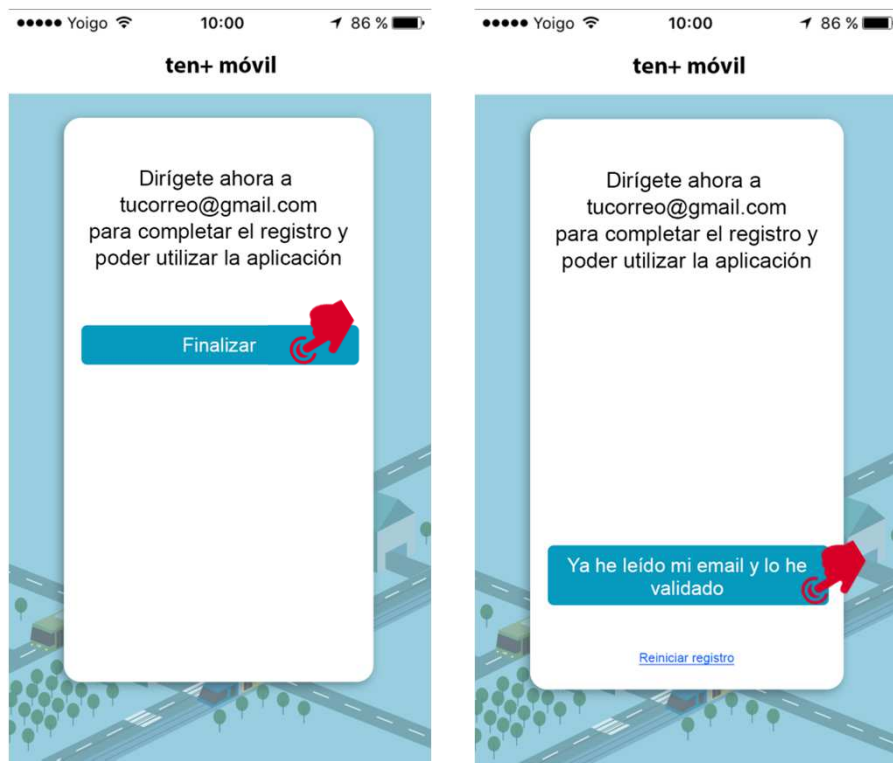 Yoigo 10:00 86 %
ten+ móvil
Dirígete ahora a
tucorreo@gmail.com
para completar el registro y
poder utilizar la aplicación
Finalizar
Yoigo 10:00 86 %
ten+ móvil
Dirígete ahora a
tucorreo@gmail.com
para completar el registro y
poder utilizar la aplicación
Ya he leído mi email y lo he
validado
Reiniciar registro